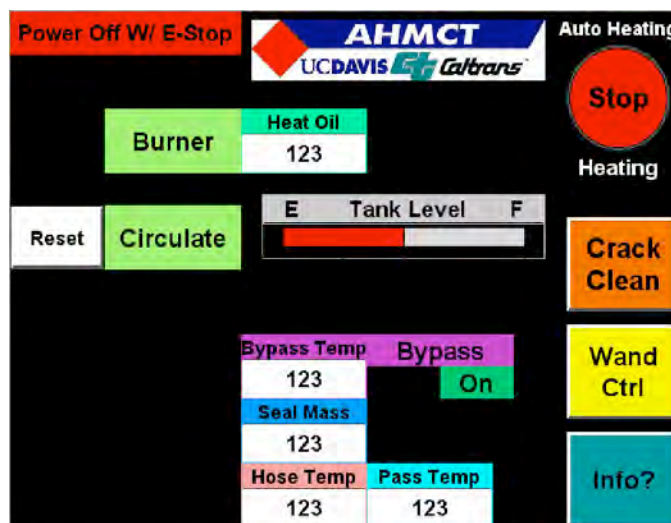 Power Off W/ E-Stop
AHMCT
UCDAVIS Caltrans
Auto Heating
Stop
Heating
Burner
Heat Oil
123
Reset
Circulate
E Tank Level F
Crack
Clean
Bypass Temp
Bypass
123
On
Wand
Ctrl
Seal Mass
123
Hose Temp
Pass Temp
123
123
Info?